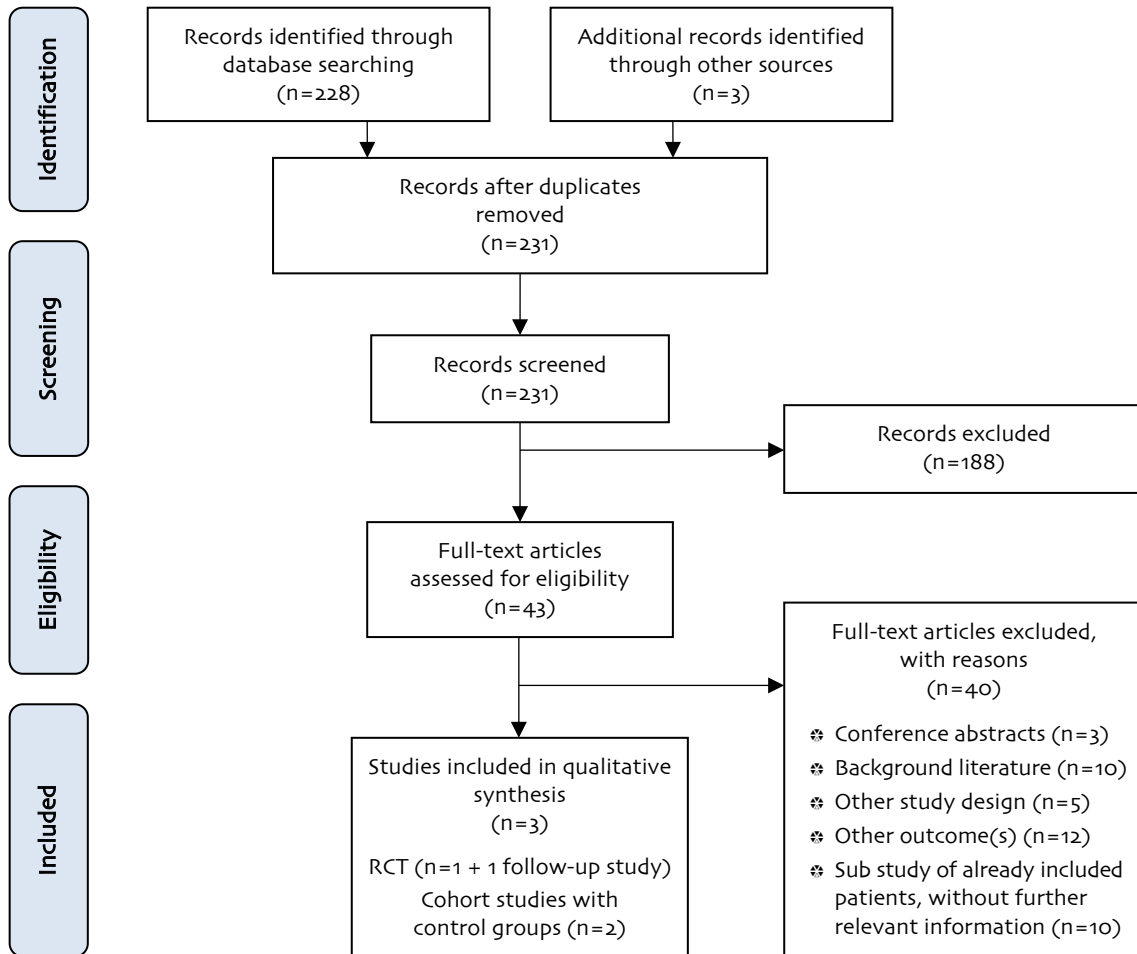 Identification
Records identified through
database searching
(n=228)
Additional records identified
through other sources
(n=3)
Records after duplicates
removed
(n=231)
Screening
Records screened
(n=231)
Records excluded
(n=188)
Eligibility
Full-text articles
assessed for eligibility
(n=43)
Full-text articles excluded,
with reasons
(n=40)
Conference abstracts (n=3)
Background literature (n=10)
Other study design (n=5)
Other outcome(s) (n=12)
Sub study of already included
patients, without further
relevant information (n=10)
Included
Studies included in qualitative
synthesis
(n=3)
RCT (n=1 + 1 follow-up study)
Cohort studies with
control groups (n=2)